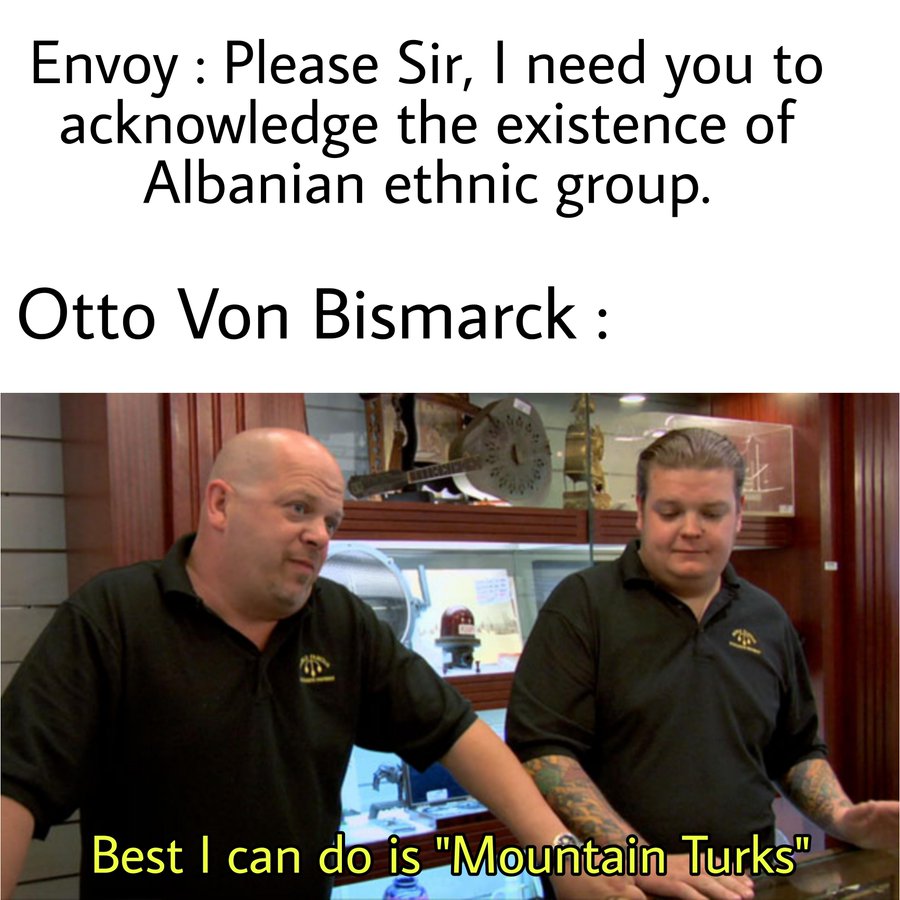 Envoy : Please Sir, I need you to
acknowledge the existence of
Albanian ethnic group.
Otto Von Bismarck :
Best I can do is "Mountain Turks"